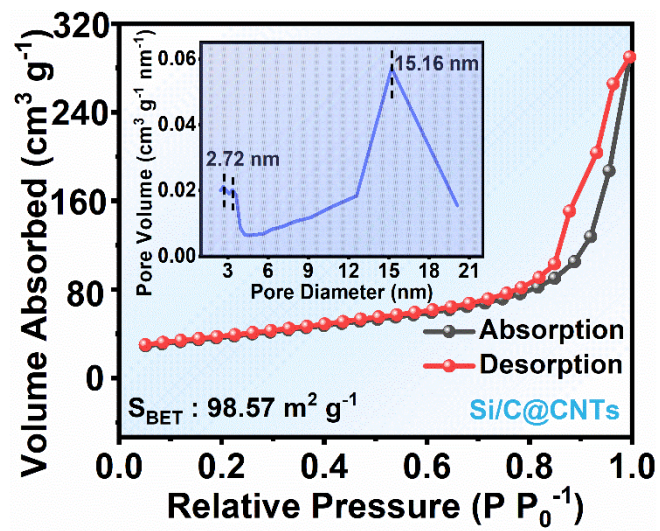 320
240
160
80
0
Volume Absorbed (cm³ g⁻¹)
0.06
0.04
0.02
0.00
Pore Volume (cm³ g⁻¹ nm⁻¹)
15.16 nm
2.72 nm
3 6 9 12 15 18 21
Pore Diameter (nm)
Absorption
Desorption
S_BET : 98.57 m² g⁻¹
Si/C@CNTs
0.0 0.2 0.4 0.6 0.8 1.0
Relative Pressure (P P₀⁻¹)